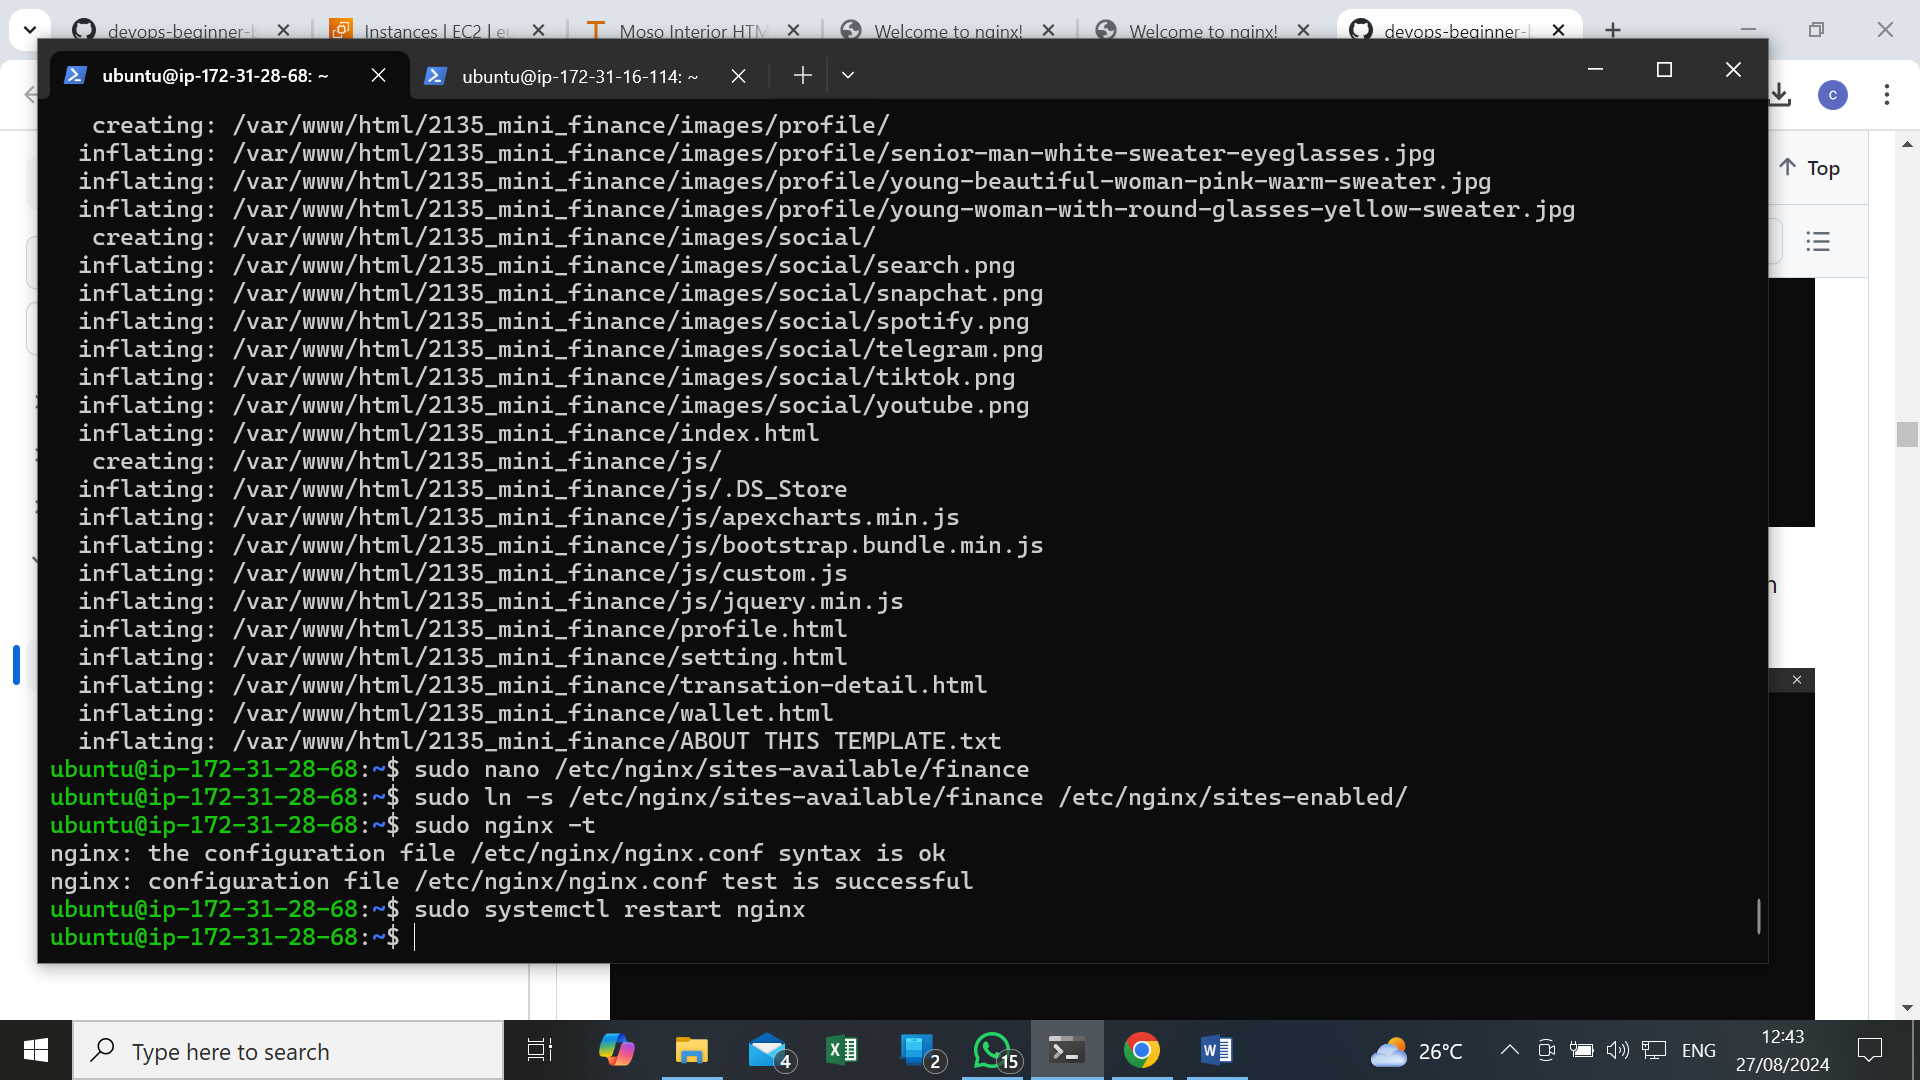 devops-beginner-
Instances | EC2 | eu
Moso Interior HTM
Welcome to nginx!
Welcome to nginx!
devops-beginner-
ubuntu@ip-172-31-28-68: ~
ubuntu@ip-172-31-16-114: ~
c
Top
creating: /var/www/html/2135_mini_finance/images/profile/
inflating: /var/www/html/2135_mini_finance/images/profile/senior-man-white-sweater-eyeglasses.jpg
inflating: /var/www/html/2135_mini_finance/images/profile/young-beautiful-woman-pink-warm-sweater.jpg
inflating: /var/www/html/2135_mini_finance/images/profile/young-woman-with-round-glasses-yellow-sweater.jpg
creating: /var/www/html/2135_mini_finance/images/social/
inflating: /var/www/html/2135_mini_finance/images/social/search.png
inflating: /var/www/html/2135_mini_finance/images/social/snapchat.png
inflating: /var/www/html/2135_mini_finance/images/social/spotify.png
inflating: /var/www/html/2135_mini_finance/images/social/telegram.png
inflating: /var/www/html/2135_mini_finance/images/social/tiktok.png
inflating: /var/www/html/2135_mini_finance/images/social/youtube.png
inflating: /var/www/html/2135_mini_finance/index.html
creating: /var/www/html/2135_mini_finance/js/
inflating: /var/www/html/2135_mini_finance/js/.DS_Store
inflating: /var/www/html/2135_mini_finance/js/apexcharts.min.js
inflating: /var/www/html/2135_mini_finance/js/bootstrap.bundle.min.js
inflating: /var/www/html/2135_mini_finance/js/custom.js
inflating: /var/www/html/2135_mini_finance/js/jquery.min.js
inflating: /var/www/html/2135_mini_finance/profile.html
inflating: /var/www/html/2135_mini_finance/setting.html
inflating: /var/www/html/2135_mini_finance/transation-detail.html
inflating: /var/www/html/2135_mini_finance/wallet.html
inflating: /var/www/html/2135_mini_finance/ABOUT THIS TEMPLATE.txt
ubuntu@ip-172-31-28-68:~$ sudo nano /etc/nginx/sites-available/finance
ubuntu@ip-172-31-28-68:~$ sudo ln -s /etc/nginx/sites-available/finance /etc/nginx/sites-enabled/
ubuntu@ip-172-31-28-68:~$ sudo nginx -t
nginx: the configuration file /etc/nginx/nginx.conf syntax is ok
nginx: configuration file /etc/nginx/nginx.conf test is successful
ubuntu@ip-172-31-28-68:~$ sudo systemctl restart nginx
ubuntu@ip-172-31-28-68:~$
Type here to search
4
2
15
26°C
ENG
12:43
27/08/2024